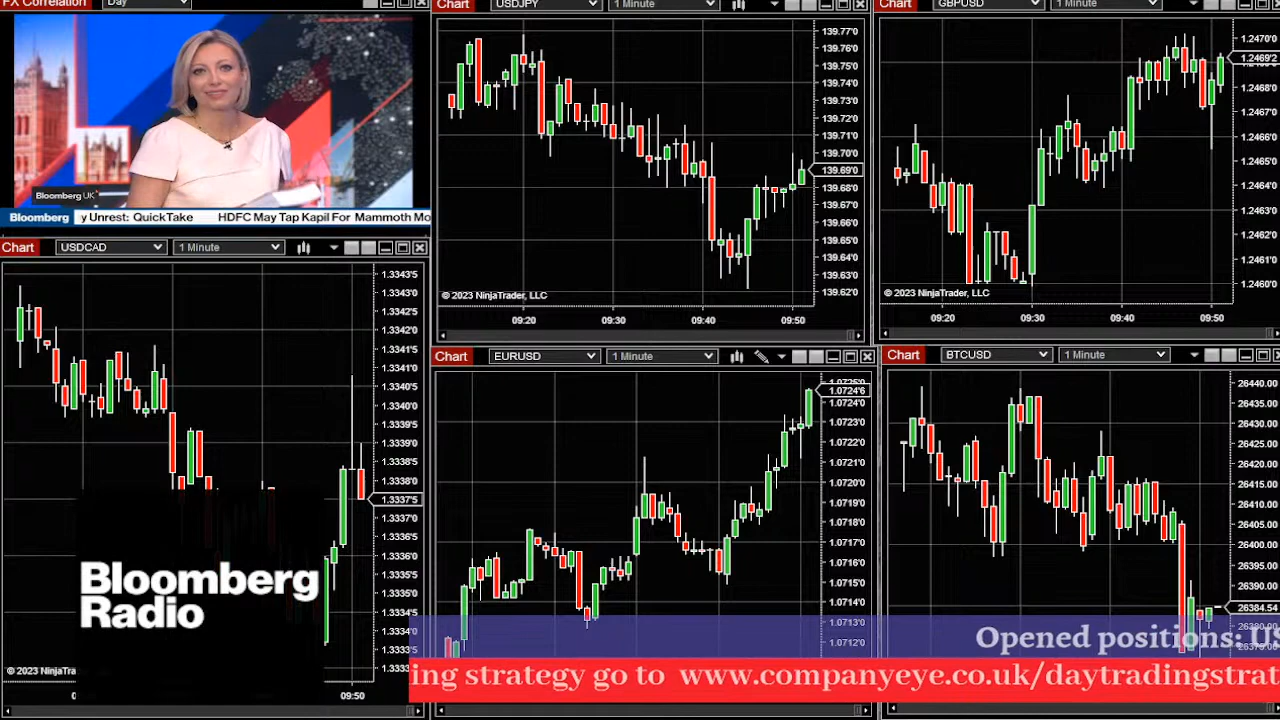 FX Correlation
Day
Bloomberg UK
Bloomberg
y Unrest: QuickTake
HDFC May Tap Kapil For Mammoth Mo
Chart
USDJPY
1 Minute
139.77'0
139.76'0
139.75'0
139.74'0
139.73'0
139.72'0
139.71'0
139.70'0
139.69'0
139.68'0
139.67'0
139.66'0
139.65'0
139.64'0
139.63'0
139.62'0
© 2023 NinjaTrader, LLC
09:20
09:30
09:40
09:50
Chart
GBPUSD
1 Minute
1.2470'0
1.2469'2
1.2468'0
1.2467'0
1.2466'0
1.2465'0
1.2464'0
1.2463'0
1.2462'0
1.2461'0
1.2460'0
© 2023 NinjaTrader, LLC
09:20
09:30
09:40
09:50
Chart
USDCAD
1 Minute
1.3343'5
1.3343'0
1.3342'5
1.3342'0
1.3341'5
1.3341'0
1.3340'5
1.3340'0
1.3339'5
1.3339'0
1.3338'5
1.3338'0
1.3337'5
1.3337'0
1.3336'5
1.3336'0
1.3335'5
1.3335'0
1.3334'5
1.3334'0
© 2023 NinjaTra
09:50
Bloomberg
Radio
Chart
EURUSD
1 Minute
1.0724'6
1.0724'0
1.0723'0
1.0722'0
1.0721'0
1.0720'0
1.0719'0
1.0718'0
1.0717'0
1.0716'0
1.0715'0
1.0714'0
1.0713'0
1.0712'0
Chart
BTCUSD
1 Minute
26440.00
26435.00
26430.00
26425.00
26420.00
26415.00
26410.00
26405.00
26400.00
26395.00
26390.00
26384.54
Opened positions: US
ing strategy go to www.companyeye.co.uk/daytradingstrat